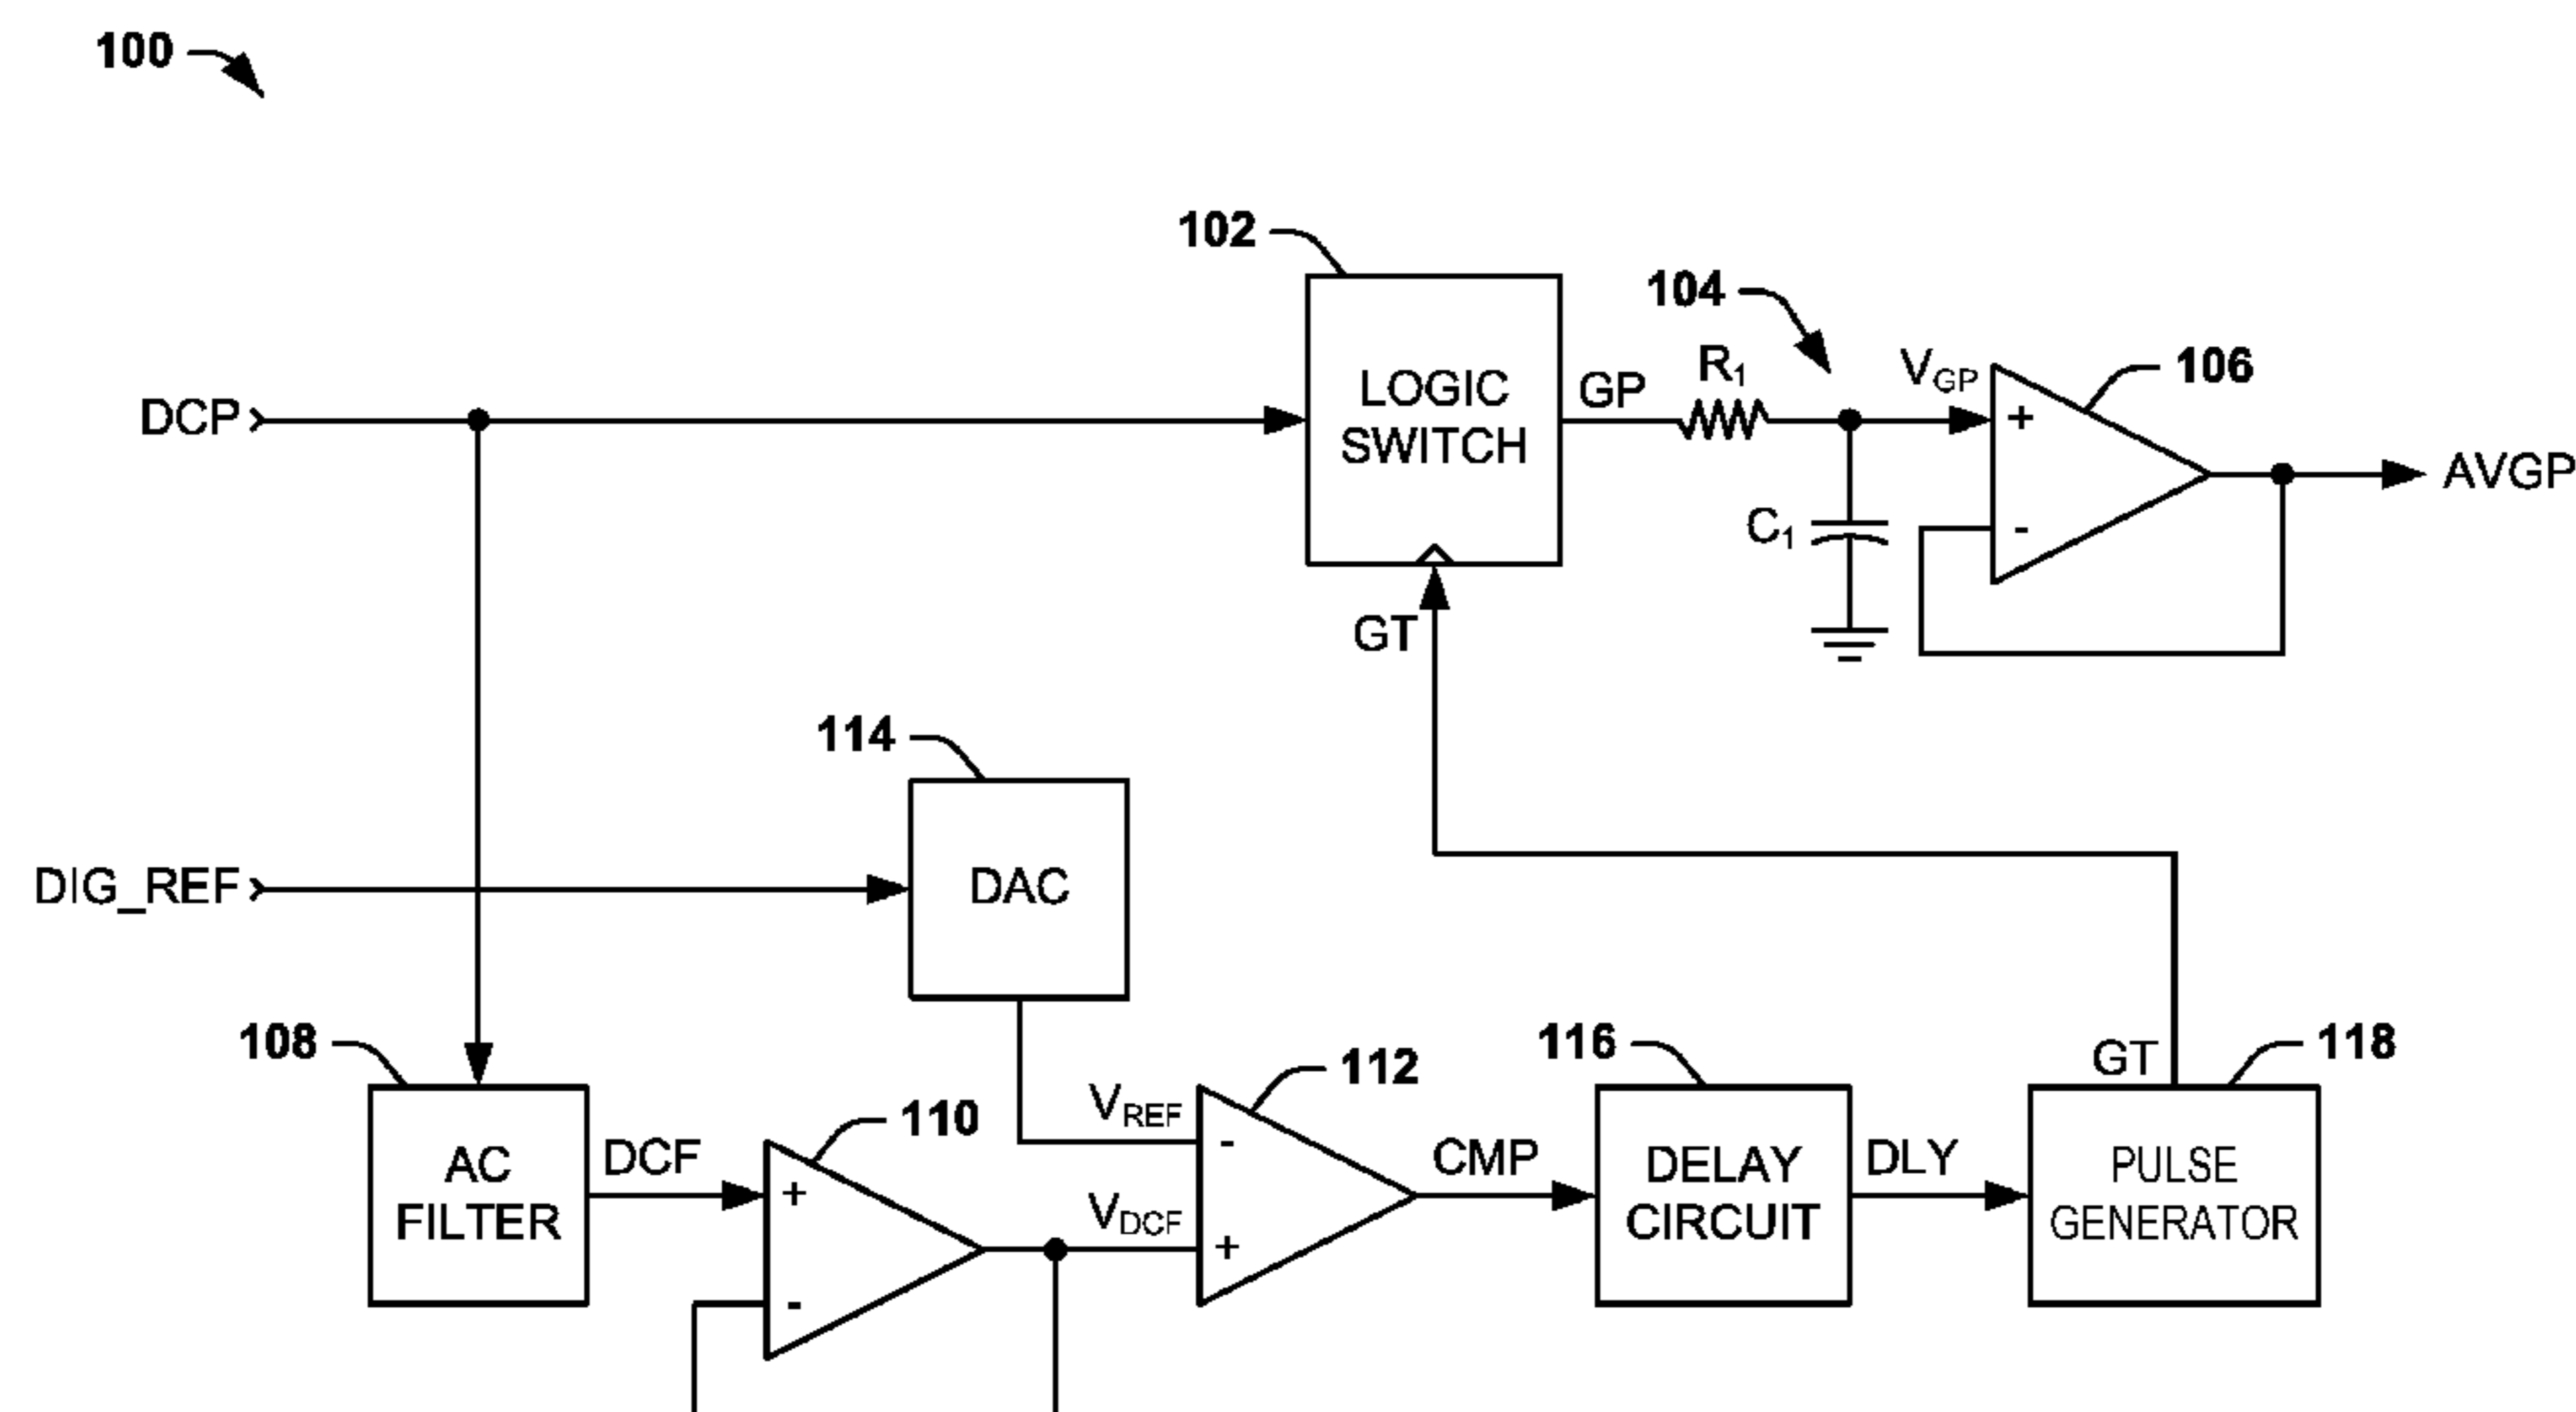 100
102
104
R1
VGP
106
DCP
LOGIC
SWITCH
GP
+
AVGP
C1
-
GT
114
DIG_REF
DAC
108
112
116
GT
118
110
VREF
-
AC
FILTER
DCF
+
CMP
DELAY
CIRCUIT
DLY
PULSE
GENERATOR
VDCF
+
-